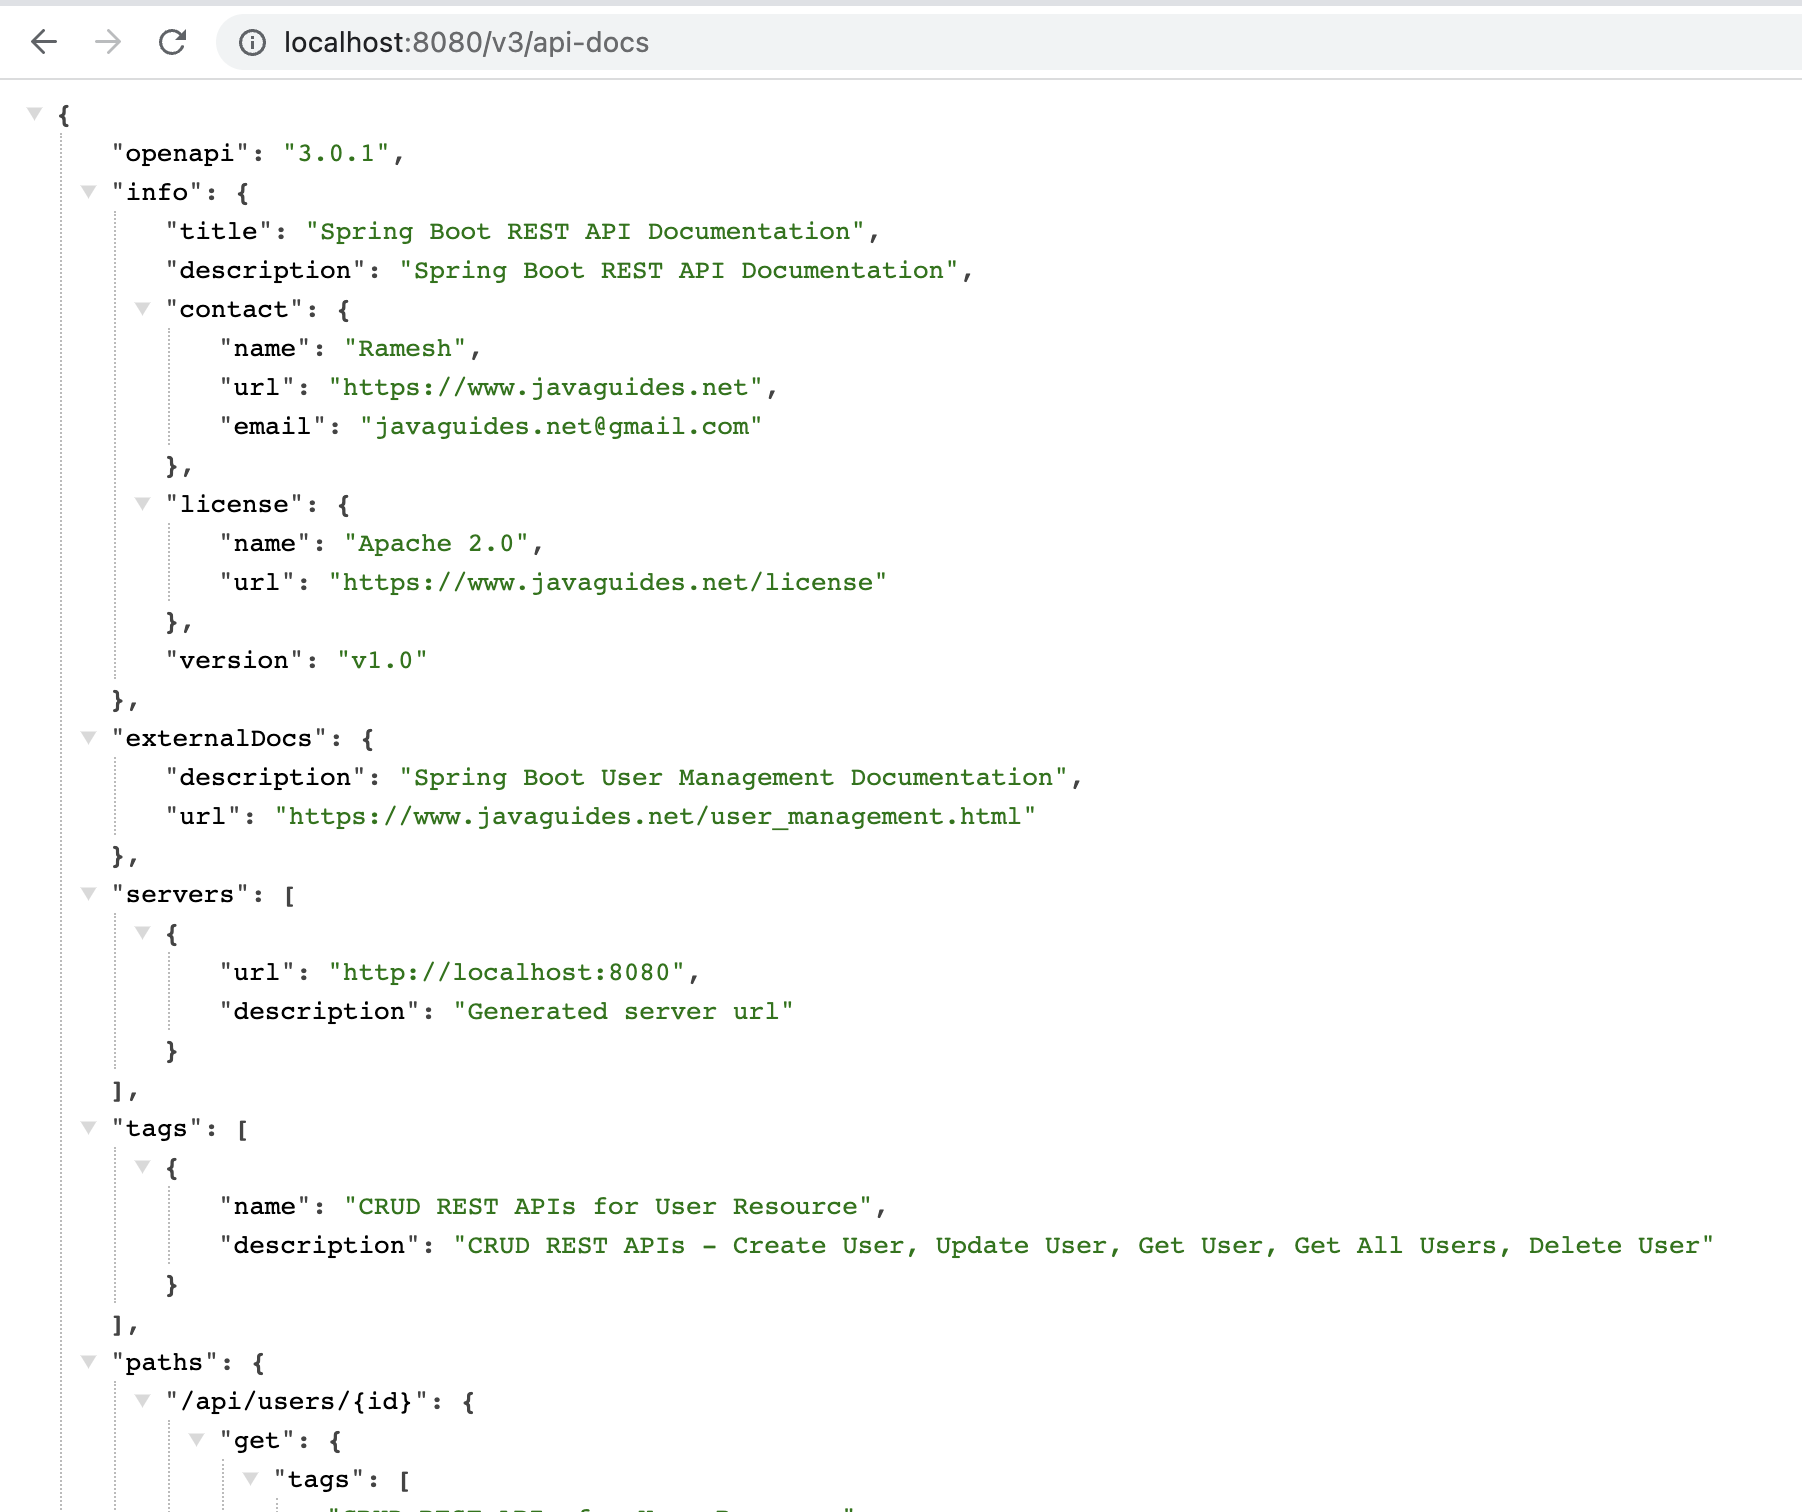 localhost:8080/v3/api-docs
{
"openapi": "3.0.1",
"info": {
"title": "Spring Boot REST API Documentation",
"description": "Spring Boot REST API Documentation",
"contact": {
"name": "Ramesh",
"url": "https://www.javaguides.net",
"email": "javaguides.net@gmail.com"
},
"license": {
"name": "Apache 2.0",
"url": "https://www.javaguides.net/license"
},
"version": "v1.0"
},
"externalDocs": {
"description": "Spring Boot User Management Documentation",
"url": "https://www.javaguides.net/user_management.html"
},
"servers": [
{
"url": "http://localhost:8080",
"description": "Generated server url"
}
],
"tags": [
{
"name": "CRUD REST APIs for User Resource",
"description": "CRUD REST APIs – Create User, Update User, Get User, Get All Users, Delete User"
}
],
"paths": {
"/api/users/{id}": {
"get": {
"tags": [